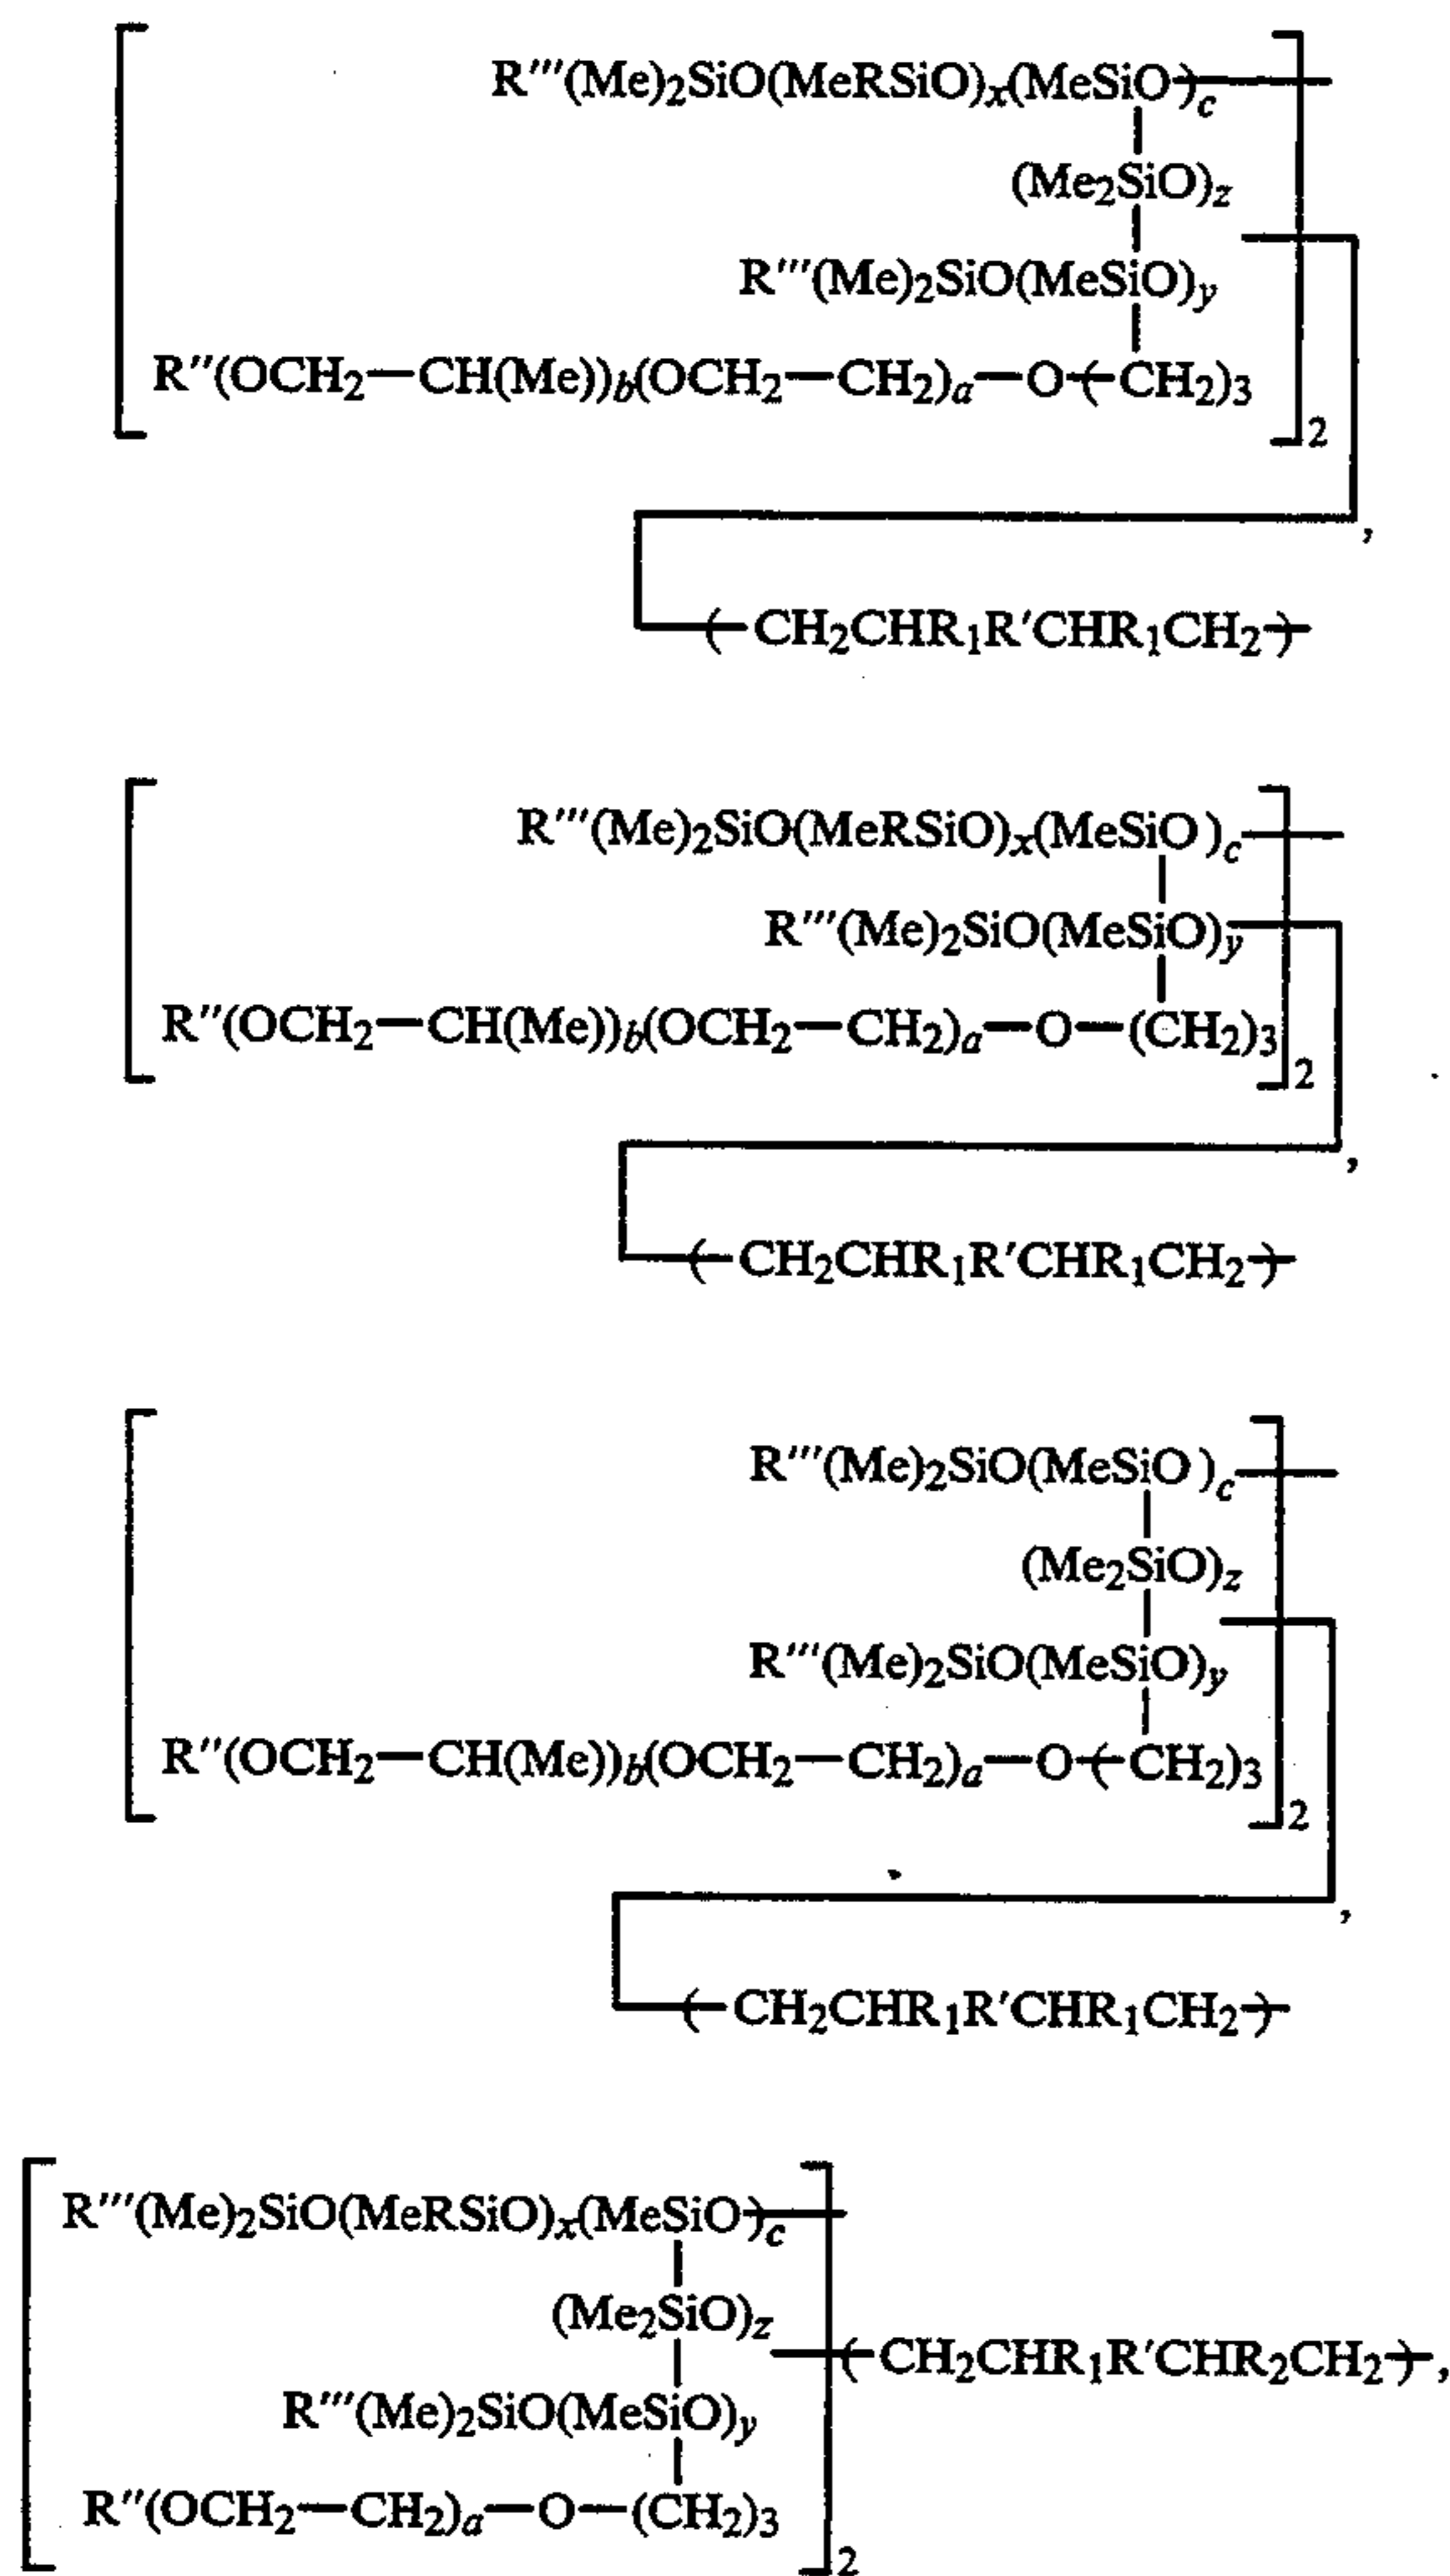 R'''(Me)₂SiO(MeRSiO)ₓ(MeSiO)c
(Me₂SiO)z
R'''(Me)₂SiO(MeSiO)y
R''(OCH₂—CH(Me))b(OCH₂—CH₂)a—O—(CH₂)₃
2
,
(CH₂CHR₁R'CHR₁CH₂)
R'''(Me)₂SiO(MeRSiO)ₓ(MeSiO)c
R'''(Me)₂SiO(MeSiO)y
R''(OCH₂—CH(Me))b(OCH₂—CH₂)a—O—(CH₂)₃
2
,
(CH₂CHR₁R'CHR₁CH₂)
R'''(Me)₂SiO(MeSiO)c
(Me₂SiO)z
R'''(Me)₂SiO(MeSiO)y
R''(OCH₂—CH(Me))b(OCH₂—CH₂)a—O—(CH₂)₃
2
,
(CH₂CHR₁R'CHR₁CH₂)
R'''(Me)₂SiO(MeRSiO)ₓ(MeSiO)c
(Me₂SiO)z
(CH₂CHR₁R'CHR₂CH₂),
R'''(Me)₂SiO(MeSiO)y
R''(OCH₂—CH₂)a—O—(CH₂)₃
2